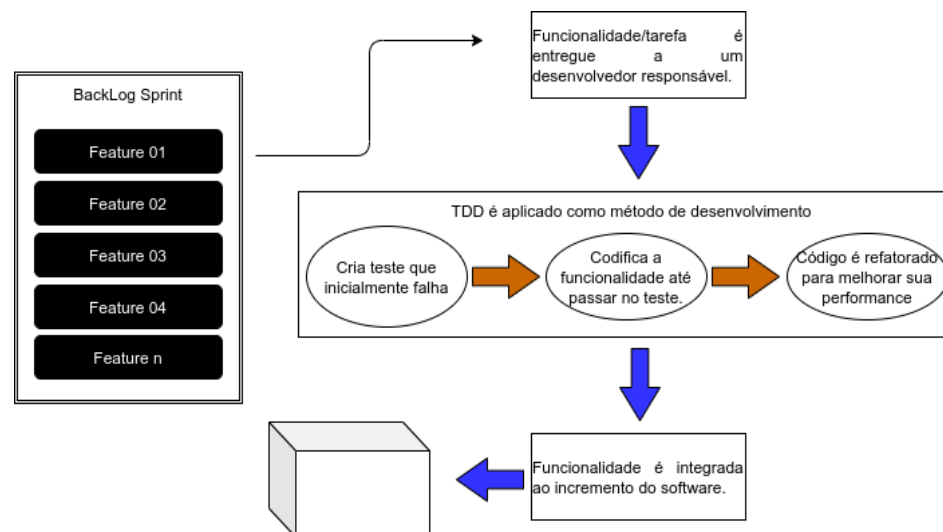 BackLog Sprint
Feature 01
Feature 02
Feature 03
Feature 04
Feature n
Funcionalidade/tarefa é
entregue a um
desenvolvedor responsável.
TDD é aplicado como método de desenvolvimento
Cria teste que
inicialmente falha
Codifica a
funcionalidade até
passar no teste.
Código é refatorado
para melhorar sua
performance
Funcionalidade é integrada
ao incremento do software.